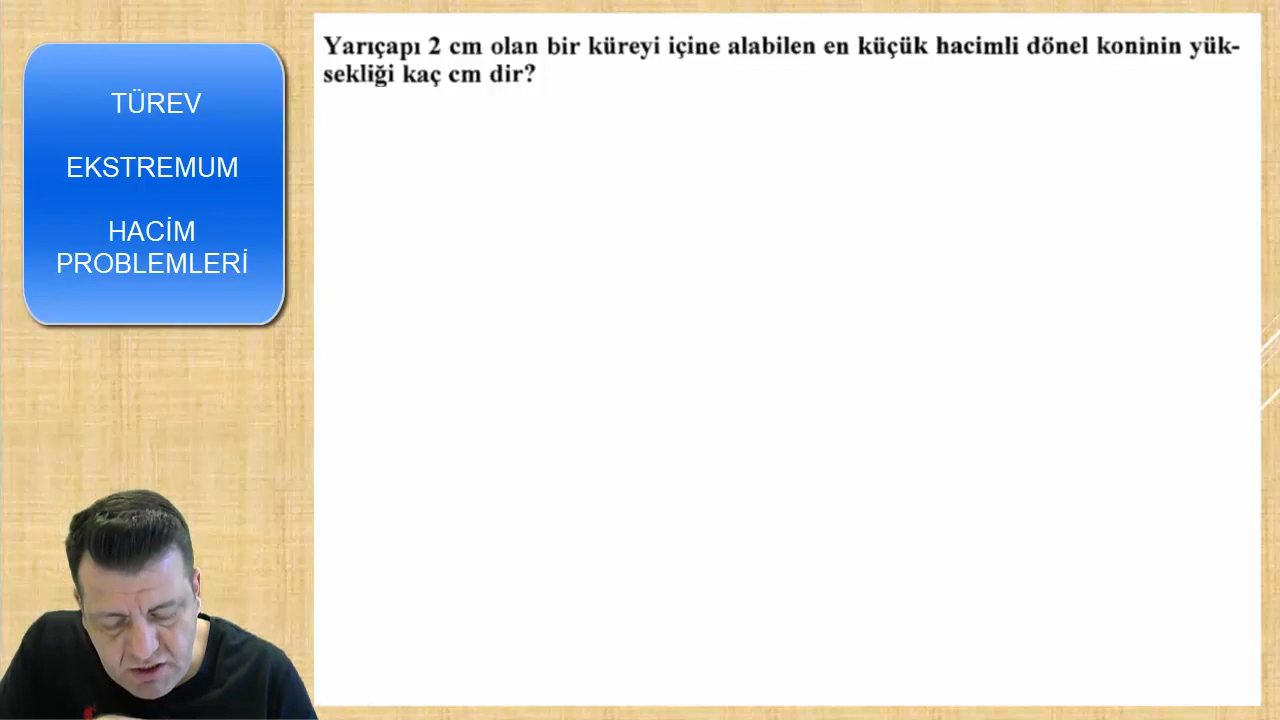 TÜREV
EKSTREMUM
HACİM
PROBLEMLERİ
Yarıçapı 2 cm olan bir küreyi içine alabilen en küçük hacimli dönel koninin yük-
sekliği kaç cm dir?